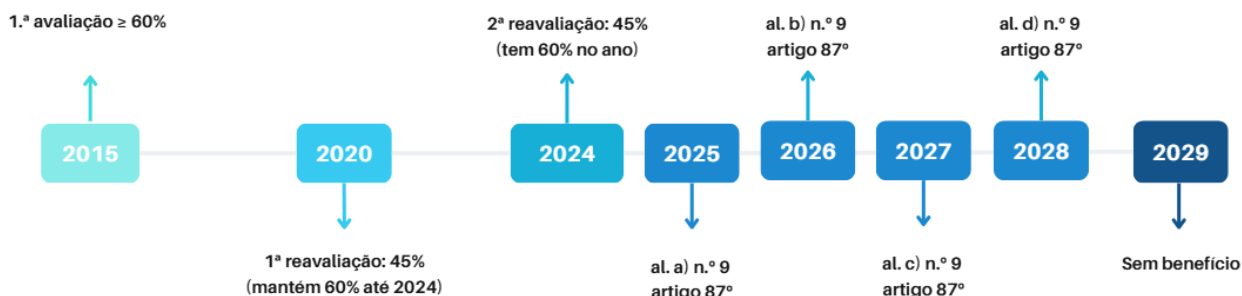 1.ª avaliação ≥ 60%
2ª reavaliação: 45%
(tem 60% no ano)
al. b) n.º 9
artigo 87º
al. d) n.º 9
artigo 87º
2015
2020
2024
2025
2026
2027
2028
2029
1ª reavaliação: 45%
(mantém 60% até 2024)
al. a) n.º 9
artigo 87º
al. c) n.º 9
artigo 87º
Sem benefício